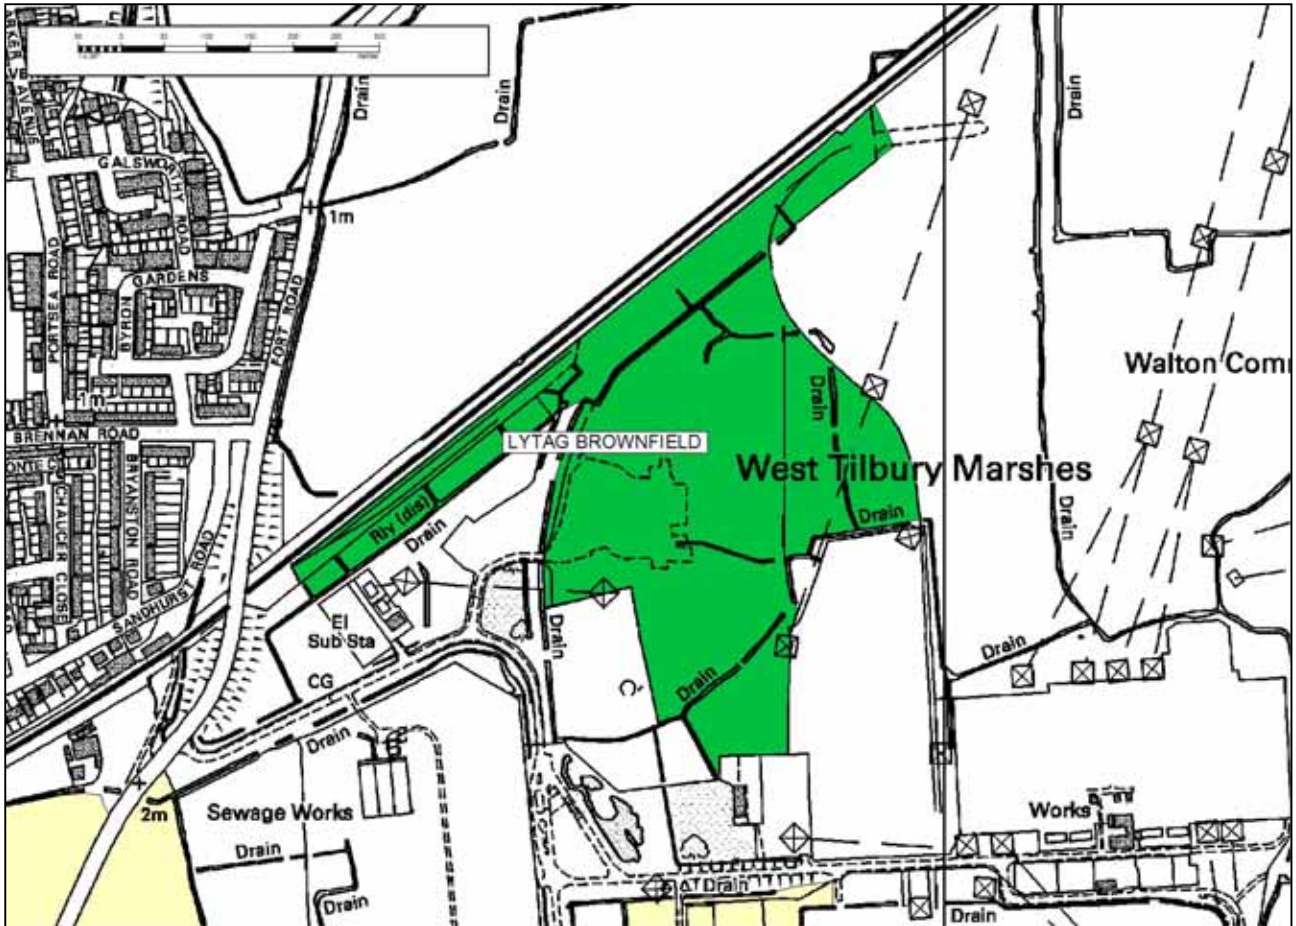 Drain
Drain
Drain
GALSWORTHY ROAD
PORTSEA ROAD
AVENUE
1m
BYRON
GARDENS
FORT ROAD
Walton Com
BRENNAN ROAD
LYTAG BROWNFIELD
Drain
West Tilbury Marshes
BRYANSTON ROAD
CHAUCER CLOSE
SANDHURST ROAD
Rly (dis)
Drain
Drain
Drain
El
Sub Sta
Drain
Drain
Drain
CG
Drain
2m
Sewage Works
Works
Drain
Drain
Drain
Drain